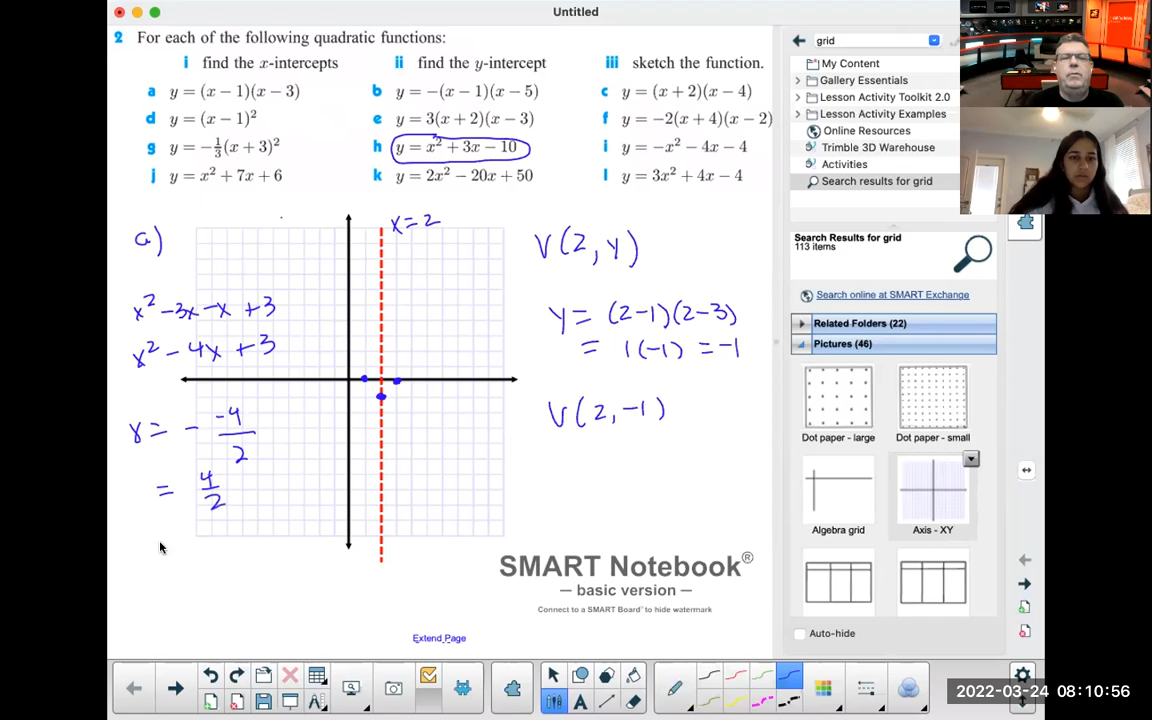 Untitled
2 For each of the following quadratic functions:
i find the x-intercepts ii find the y-intercept iii sketch the function.
a y = (x − 1)(x − 3) b y = −(x − 1)(x − 5) c y = (x + 2)(x − 4)
d y = (x − 1)² e y = 3(x + 2)(x − 3) f y = −2(x + 4)(x − 2)
g y = −⅓(x + 3)² h y = x² + 3x − 10 i y = −x² − 4x − 4
j y = x² + 7x + 6 k y = 2x² − 20x + 50 l y = 3x² + 4x − 4
a)
x = 2
x² − 3x − x + 3
x² − 4x + 3
x = − −4/2
= 4/2
V(2, y)
y = (2−1)(2−3)
= 1(−1) = −1
V(2, −1)
SMART Notebook®
— basic version —
Connect to a SMART Board® to hide watermark
Extend Page
grid
My Content
Gallery Essentials
Lesson Activity Toolkit 2.0
Lesson Activity Examples
Online Resources
Trimble 3D Warehouse
Activities
Search results for grid
Search Results for: grid
113 items
Search online at SMART Exchange
Related Folders (22)
Pictures (46)
Dot paper - large Dot paper - small
Algebra grid Axis - XY
Auto-hide
2022-03-24 08:10:56